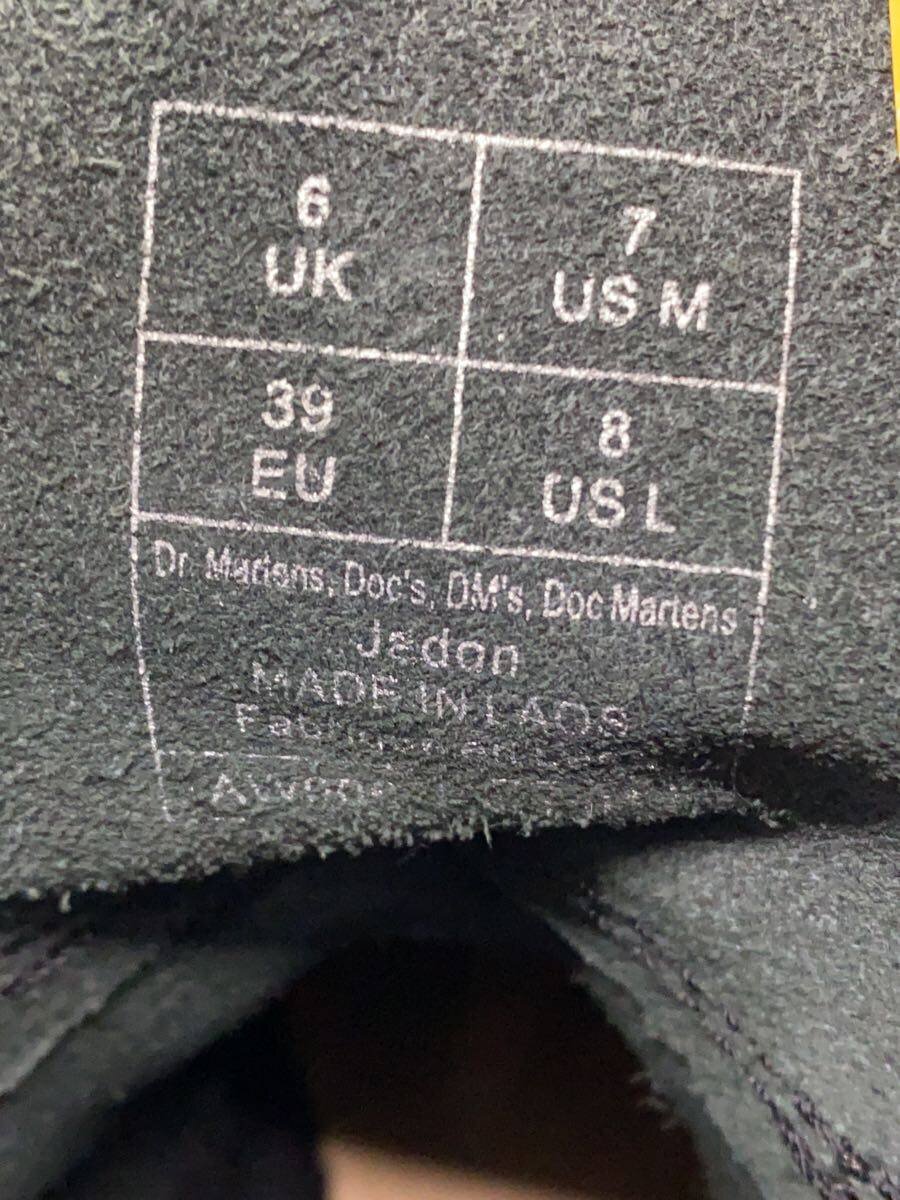 6
UK
7
US M
39
EU
8
US L
Dr. Martens, Doc's, DM's, Doc Martens
Jadon
MADE IN LAOS